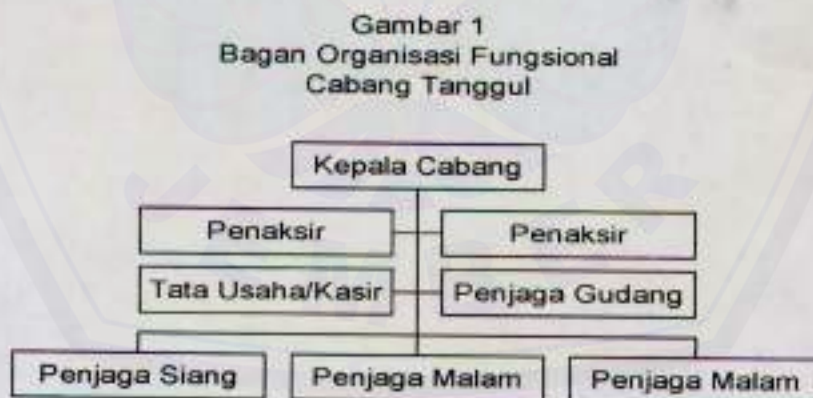 Gambar 1
Bagan Organisasi Fungsional
Cabang Tanggul
Kepala Cabang
Penaksir
Penaksir
Tata Usaha/Kasir
Penjaga Gudang
Penjaga Siang
Penjaga Malam
Penjaga Malam